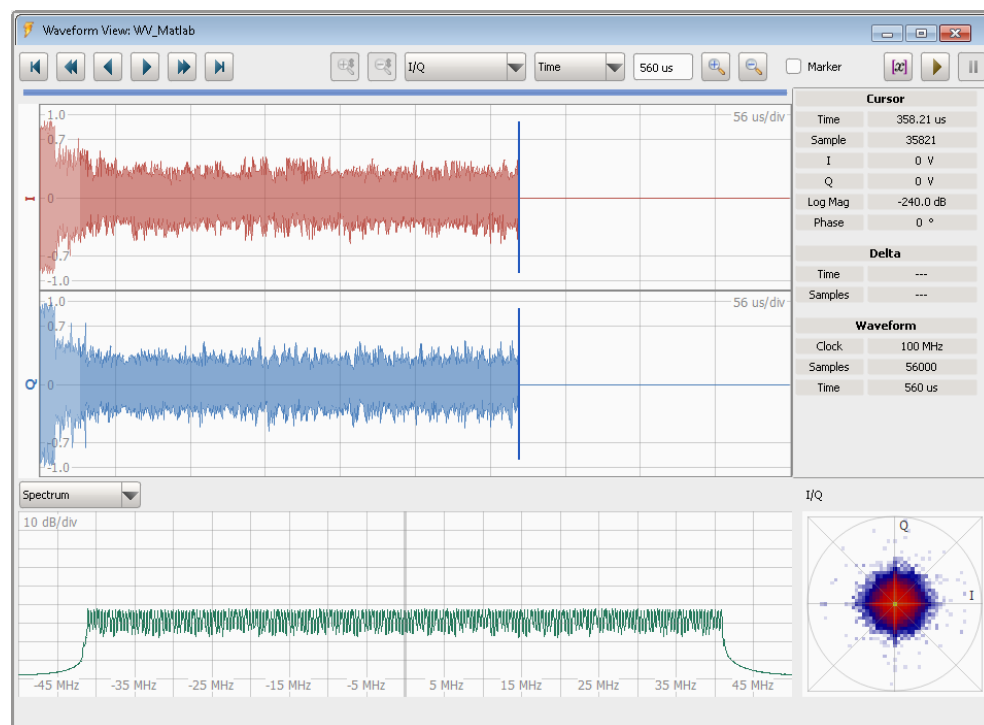 Waveform View: WV_Matlab
I/Q
Time
560 us
Marker
[x]
1.0
0.7
I
0
-0.7
-1.0
56 us/div
1.0
0.7
Q
0
-0.7
-1.0
56 us/div
Cursor
Time 358.21 us
Sample 35821
I 0 V
Q 0 V
Log Mag -240.0 dB
Phase 0 °
Delta
Time ---
Samples ---
Waveform
Clock 100 MHz
Samples 56000
Time 560 us
Spectrum
10 dB/div
-45 MHz -35 MHz -25 MHz -15 MHz -5 MHz 5 MHz 15 MHz 25 MHz 35 MHz 45 MHz
I/Q
Q
I